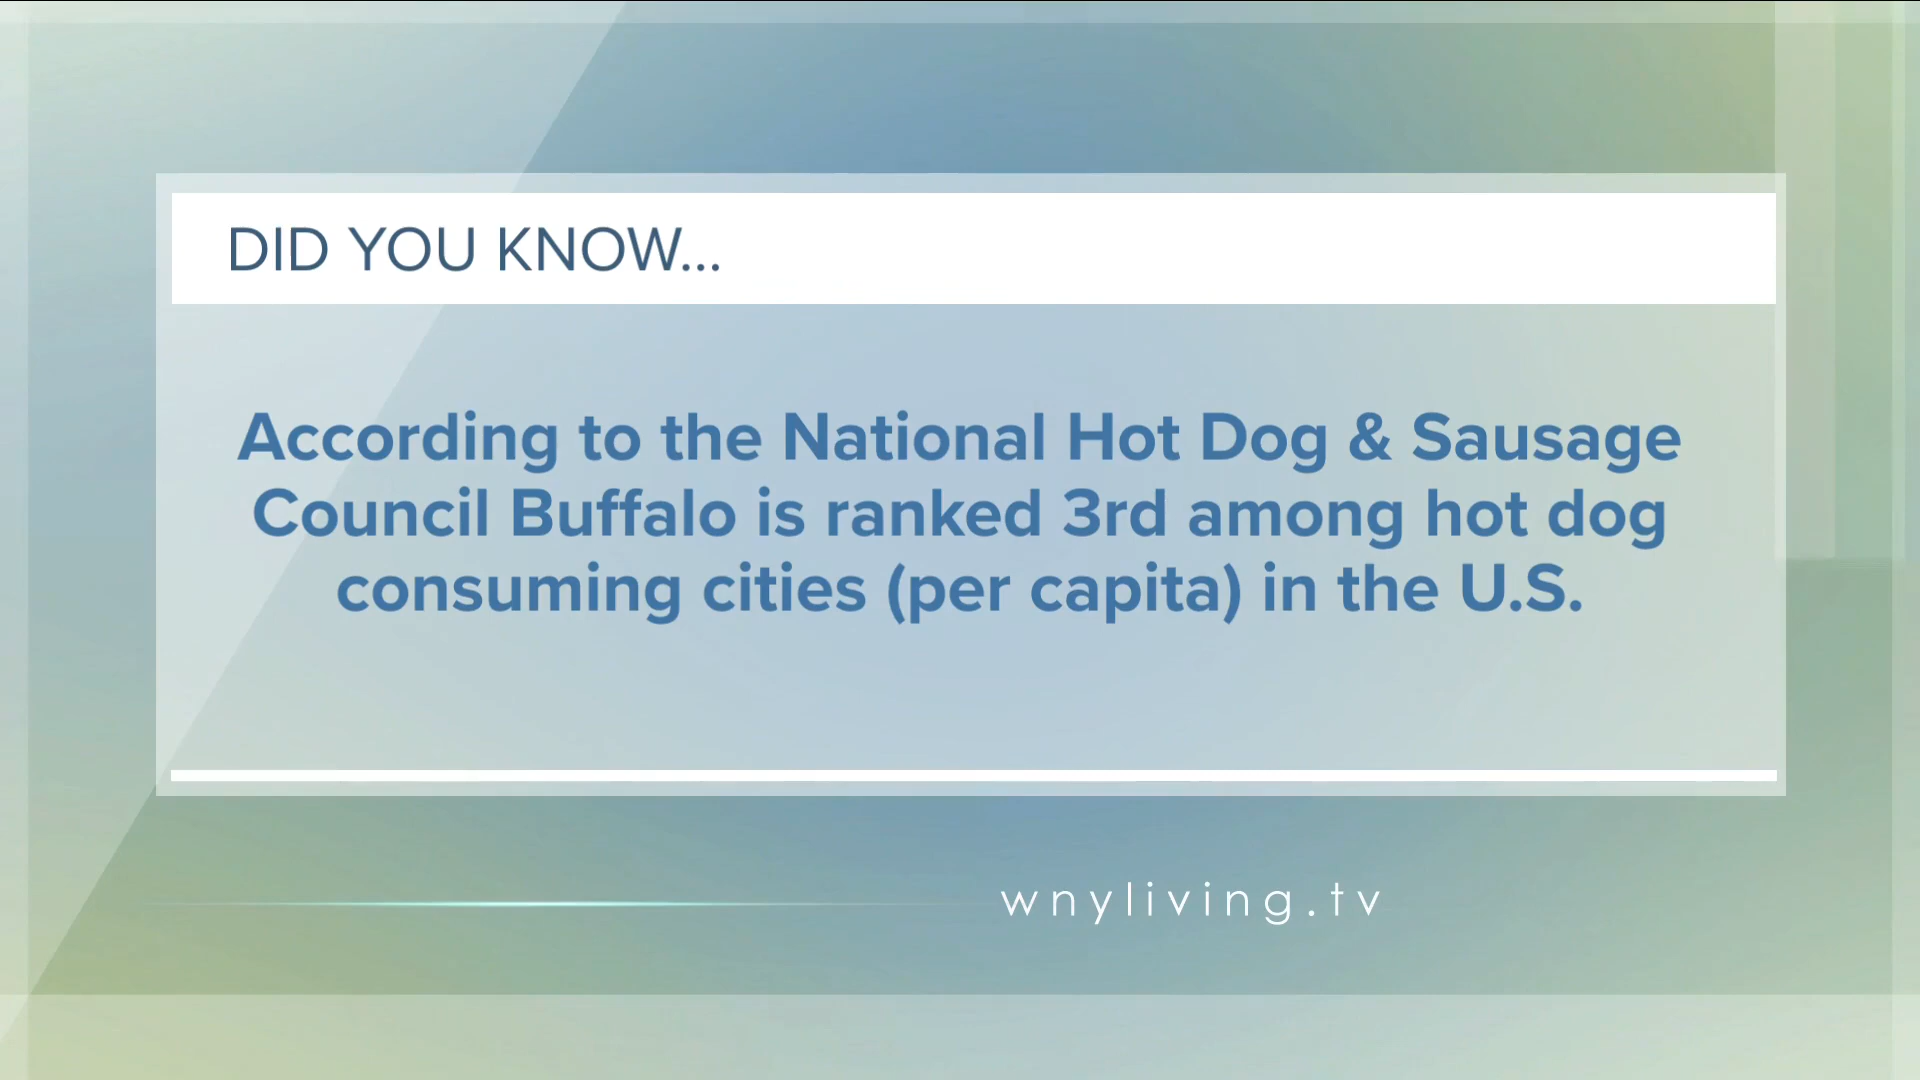 DID YOU KNOW...
According to the National Hot Dog & Sausage
Council Buffalo is ranked 3rd among hot dog
consuming cities (per capita) in the U.S.
wnyliving.tv